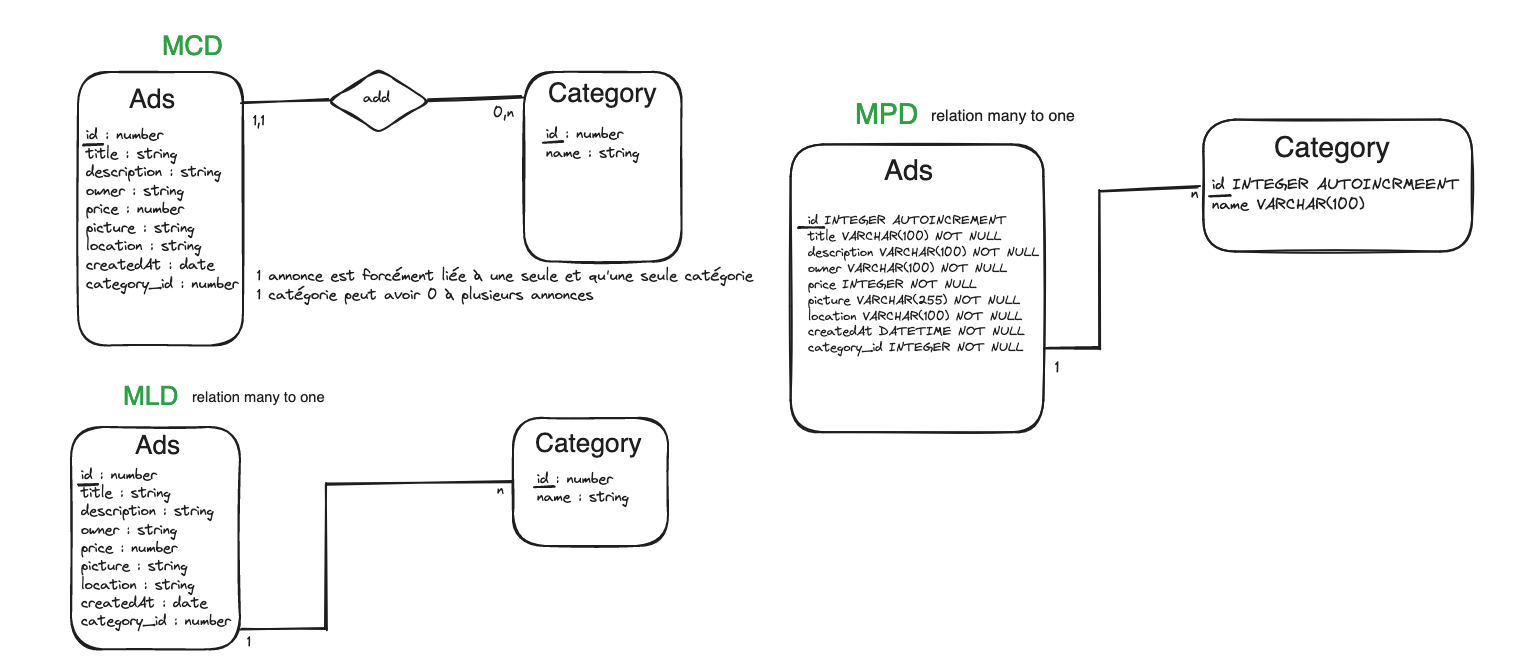 MCD
Ads
id : number
title : string
description : string
owner : string
price : number
picture : string
location : string
createdAt : date
category_id : number
1,1
add
0,n
Category
id : number
name : string
1 annonce est forcément liée à une seule et qu'une seule catégorie
1 catégorie peut avoir 0 à plusieurs annonces
MLD relation many to one
Ads
id : number
title : string
description : string
owner : string
price : number
picture : string
location : string
createdAt : date
category_id : number
1
n
Category
id : number
name : string
MPD relation many to one
Ads
id INTEGER AUTOINCREMENT
title VARCHAR(100) NOT NULL
description VARCHAR(100) NOT NULL
owner VARCHAR(100) NOT NULL
price INTEGER NOT NULL
picture VARCHAR(255) NOT NULL
location VARCHAR(100) NOT NULL
createdAt DATETIME NOT NULL
category_id INTEGER NOT NULL
1
n
Category
id INTEGER AUTOINCRMEENT
name VARCHAR(100)